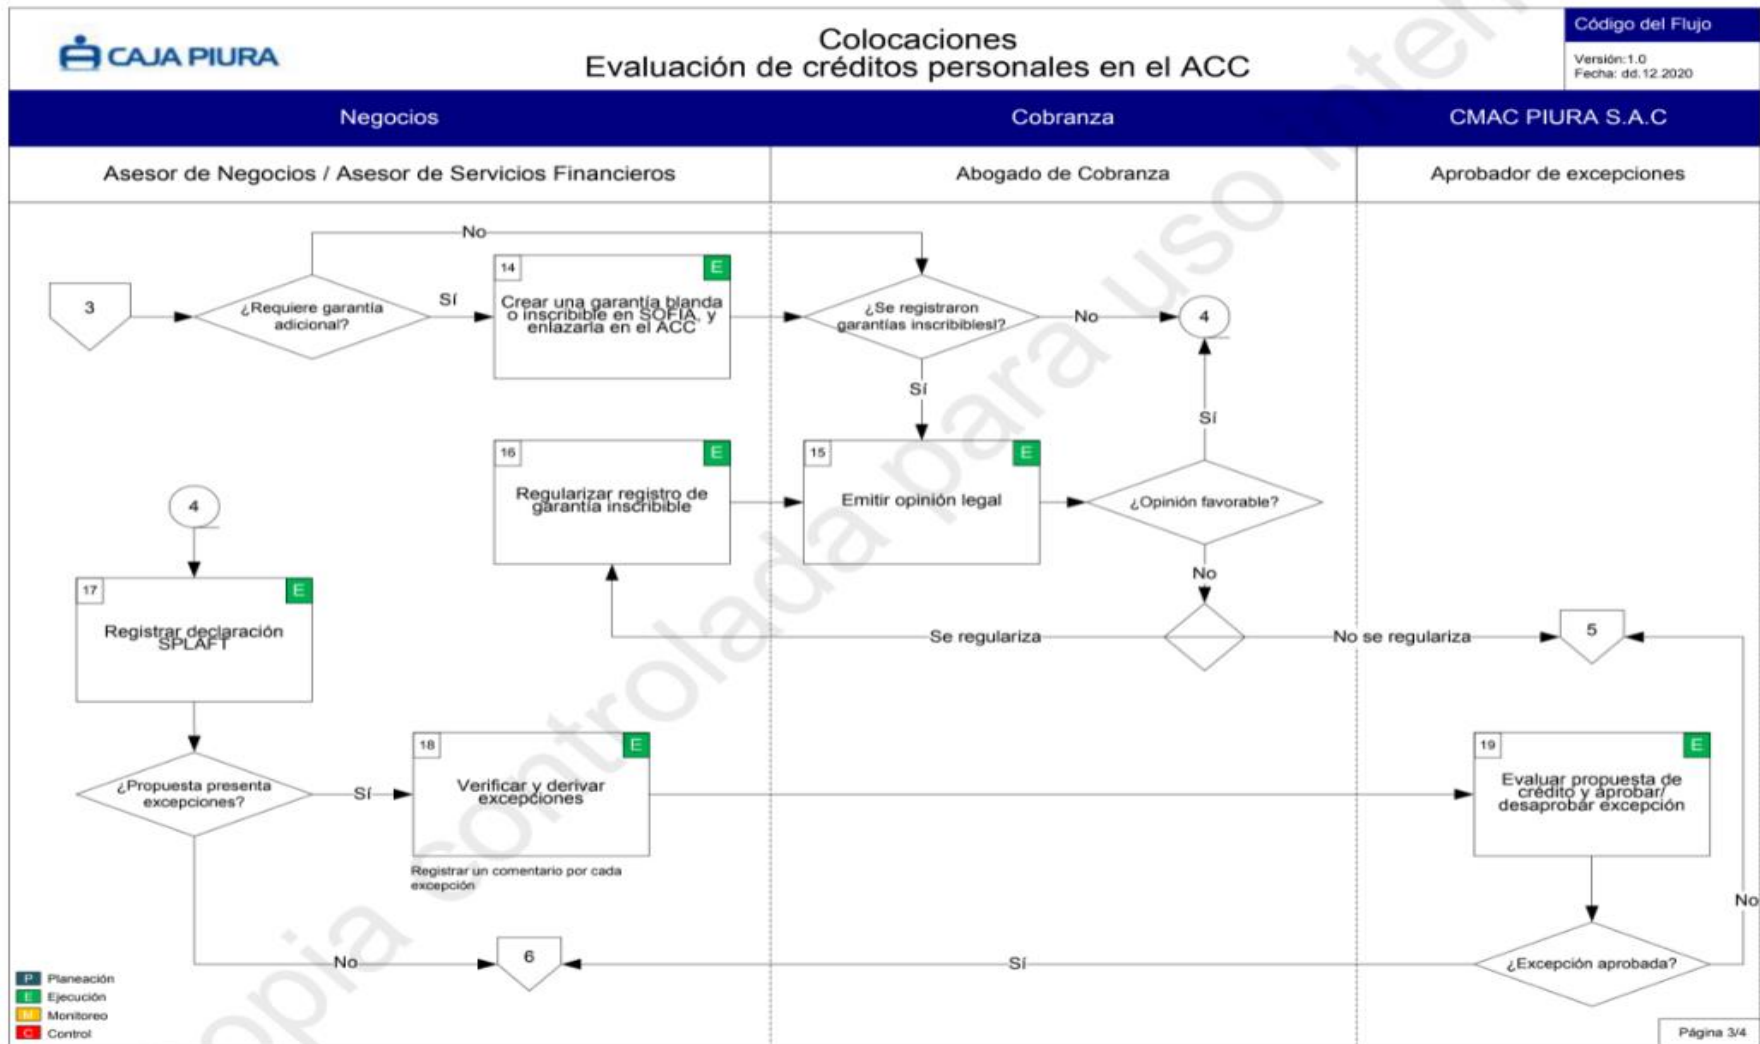 CAJA PIURA
Colocaciones
Evaluación de créditos personales en el ACC
Código del Flujo
Versión:1.0
Fecha: dd.12.2020
Negocios
Cobranza
CMAC PIURA S.A.C
Asesor de Negocios / Asesor de Servicios Financieros
Abogado de Cobranza
Aprobador de excepciones
No
3
¿Requiere garantía
adicional?
Sí
14
E
Crear una garantía blanda
o inscribible en SOFIA, y
enlazarla en el ACC
¿Se registraron
garantías inscribiblesl?
No
4
Sí
Sí
16
E
Regularizar registro de
garantía inscribible
15
E
Emitir opinión legal
¿Opinión favorable?
No
4
17
E
Registrar declaración
SPLAFT
Se regulariza
No se regulariza
5
¿Propuesta presenta
excepciones?
Sí
18
E
Verificar y derivar
excepciones
Registrar un comentario por cada
excepción
19
E
Evaluar propuesta de
crédito y aprobar/
desaprobar excepción
No
No
6
Sí
¿Excepción aprobada?
P Planeación
E Ejecución
M Monitoreo
C Control
Página 3/4
opia controlada para uso inter